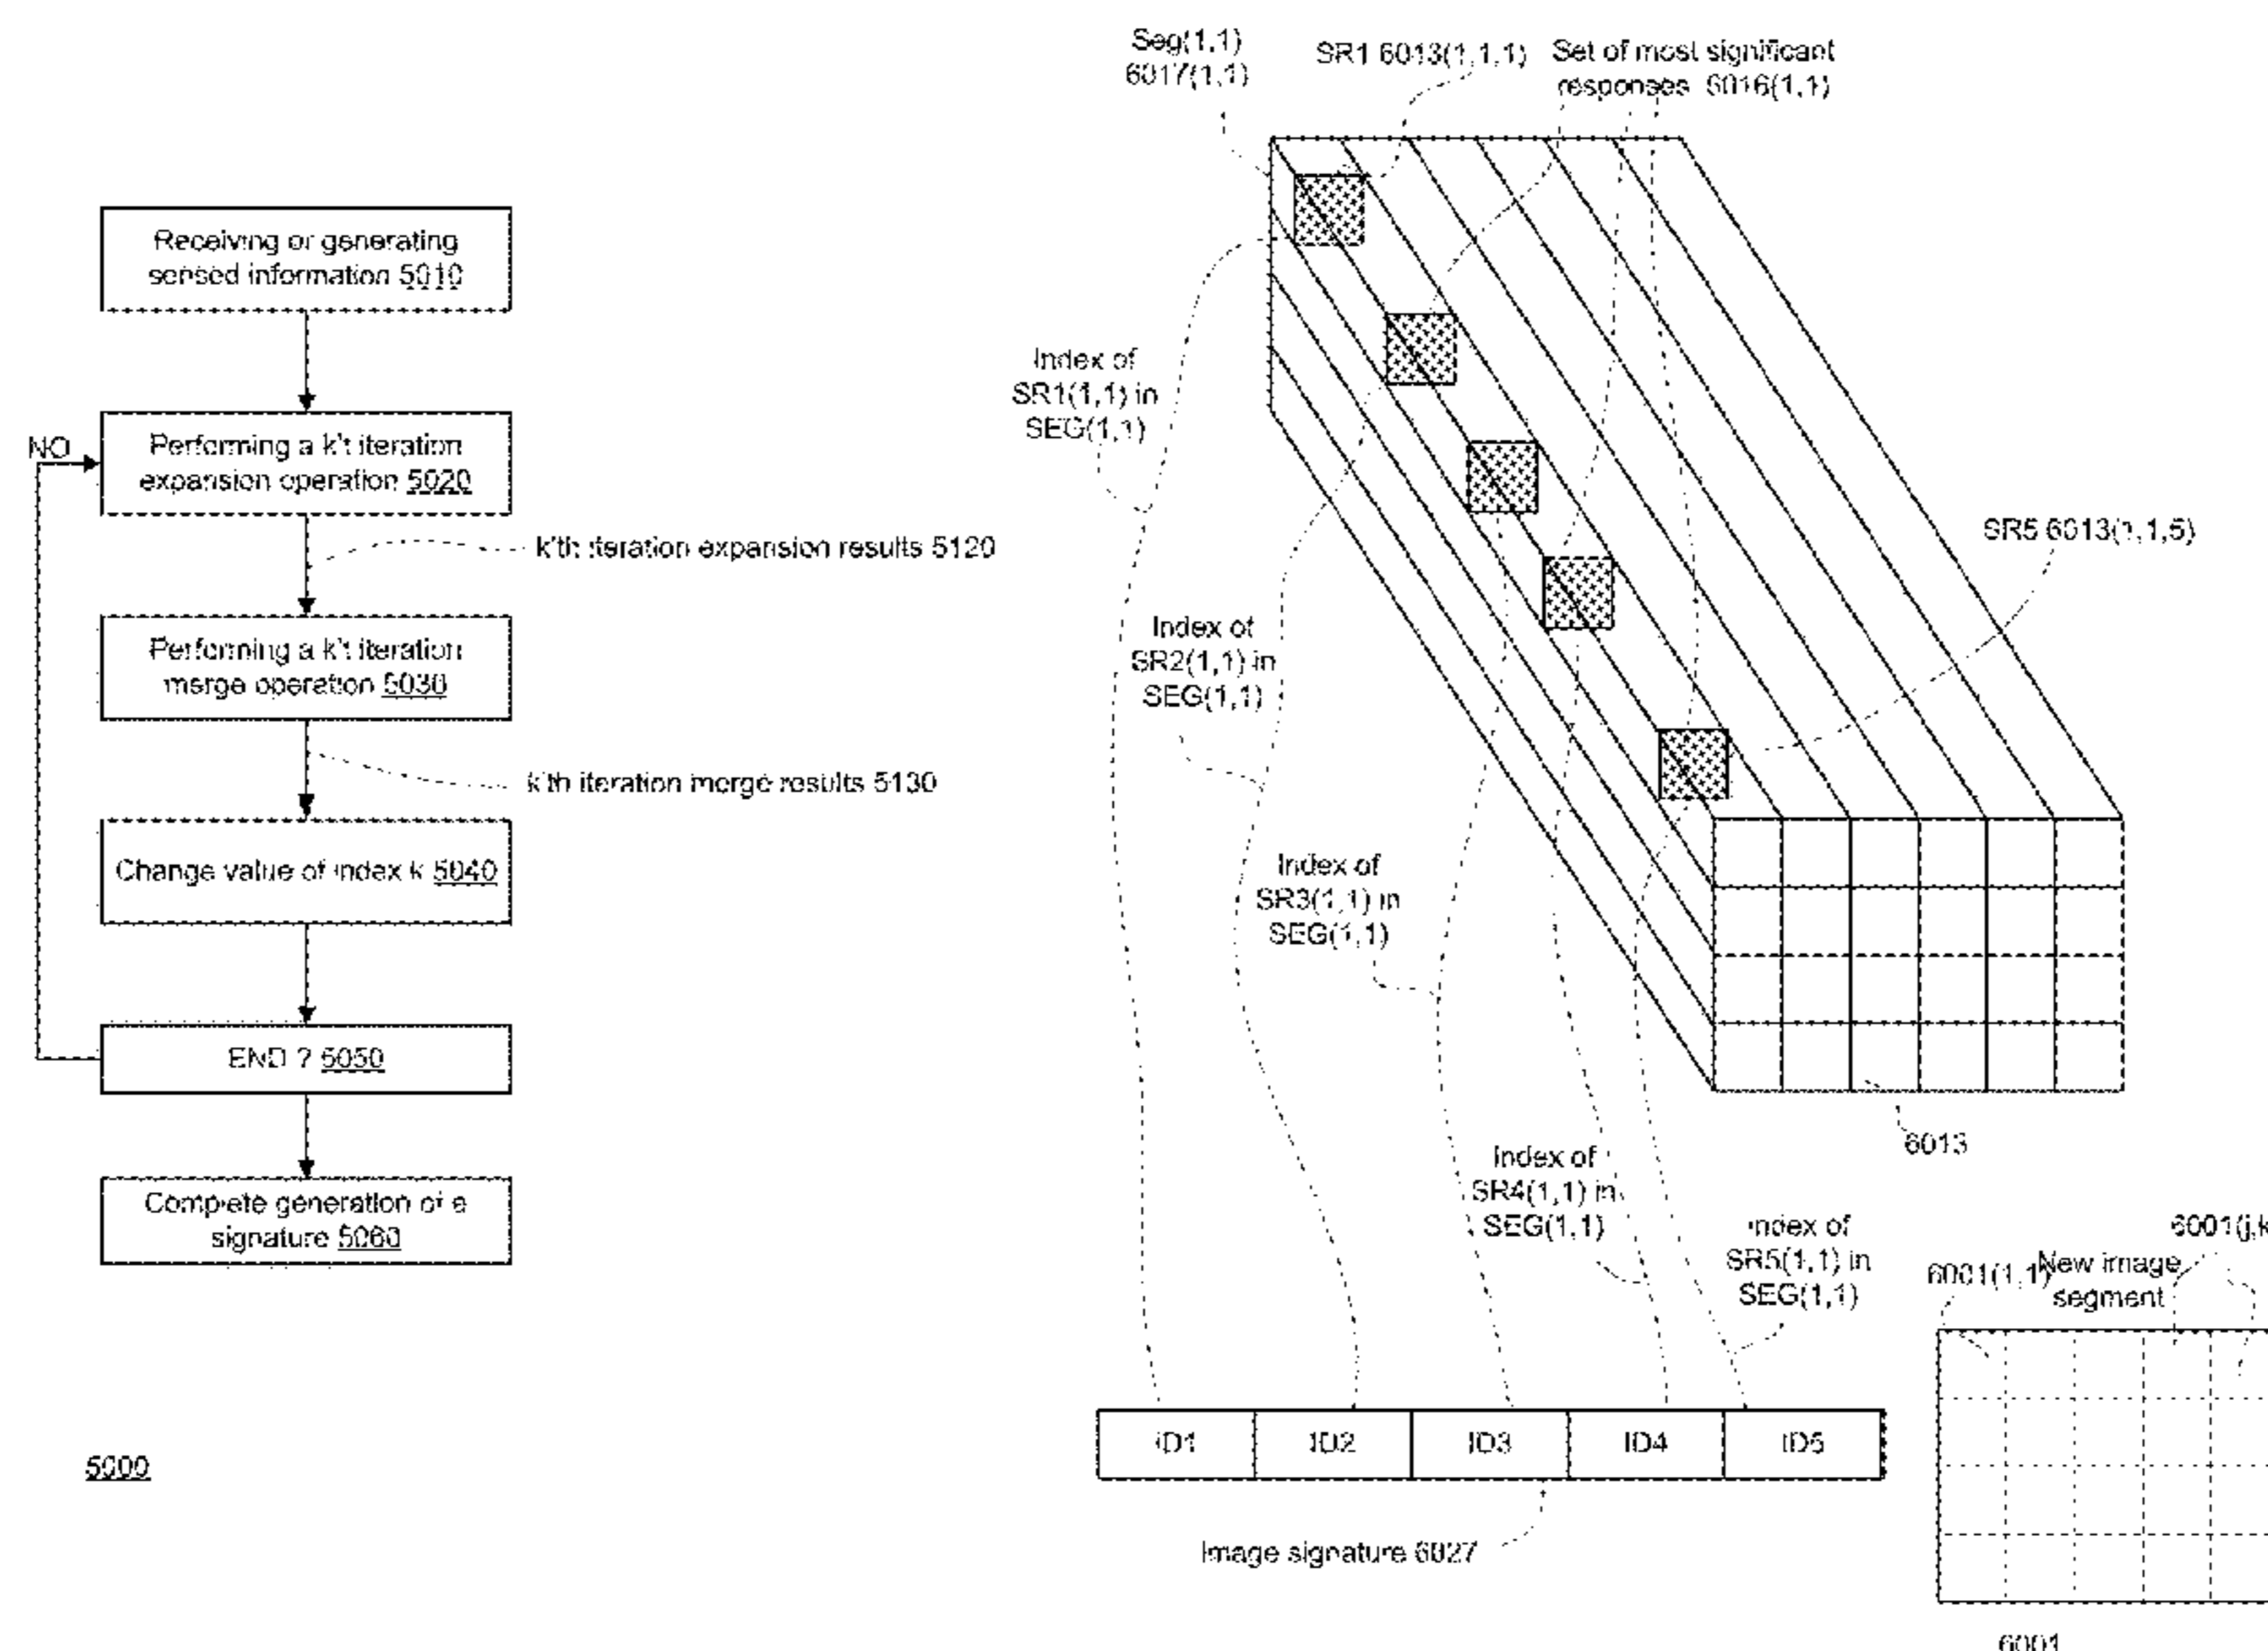 Receiving or generating
sensed information 5010
NO
Performing a k't iteration
expansion operation 5020
k'th iteration expansion results 5120
Performing a k't iteration
merge operation 5030
k'th iteration merge results 5130
Change value of index k 5040
END ? 5050
Complete generation of a
signature 5060
5000
Seg(1,1)
6017(1,1)
SR1 6013(1,1,1)
Set of most significant
responses 6016(1,1)
Index of
SR1(1,1) in
SEG(1,1)
SR5 6013(1,1,5)
Index of
SR2(1,1) in
SEG(1,1)
Index of
SR3(1,1) in
SEG(1,1)
6013
Index of
SR4(1,1) in
SEG(1,1)
Index of
SR5(1,1) in
SEG(1,1)
6001(j,k
6001(1,1)
New image
segment
ID1
ID2
ID3
ID4
ID5
Image signature 6027
6001